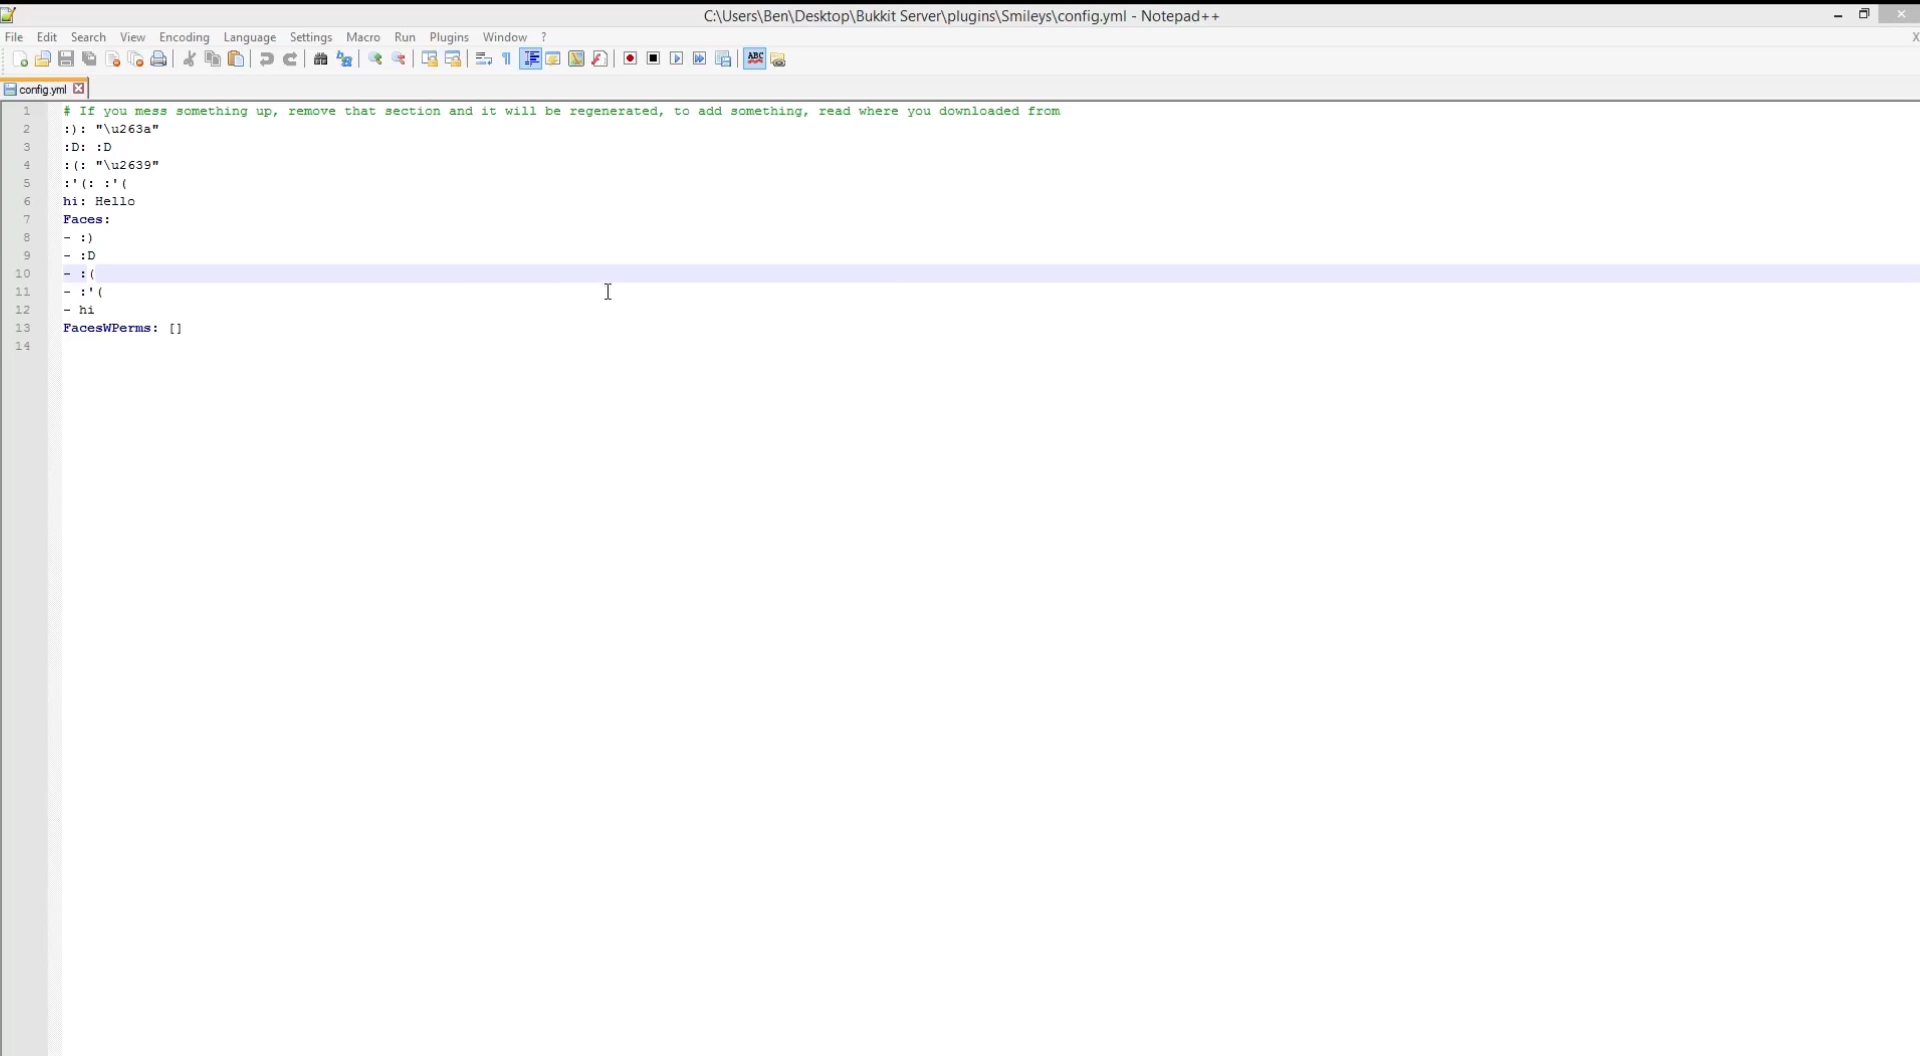 C:\Users\Ben\Desktop\Bukkit Server\plugins\Smileys\config.yml - Notepad++
File Edit Search View Encoding Language Settings Macro Run Plugins Window ? X
ABC
config.yml
1 # If you mess something up, remove that section and it will be regenerated, to add something, read where you downloaded from
2 :): "\u263a"
3 :D: :D
4 :(: "\u2639"
5 :'(: :'(
6 hi: Hello
7 Faces:
8 - :)
9 - :D
10 - :(
11 - :'(
12 - hi
13 FacesWPerms: []
14